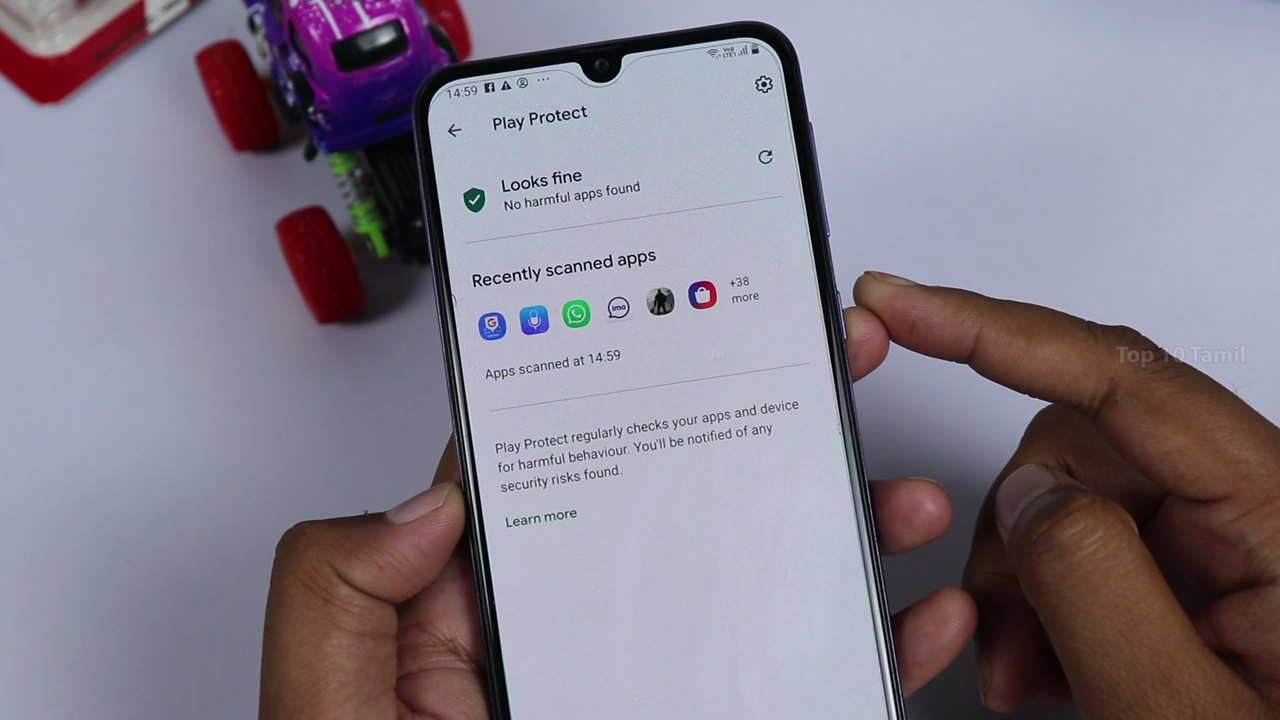 14:59
VoLTE1
Play Protect
Looks fine
No harmful apps found
Recently scanned apps
imo
+38
more
Apps scanned at 14:59
Play Protect regularly checks your apps and device
for harmful behaviour. You'll be notified of any
security risks found.
Learn more
Top 10 Tamil